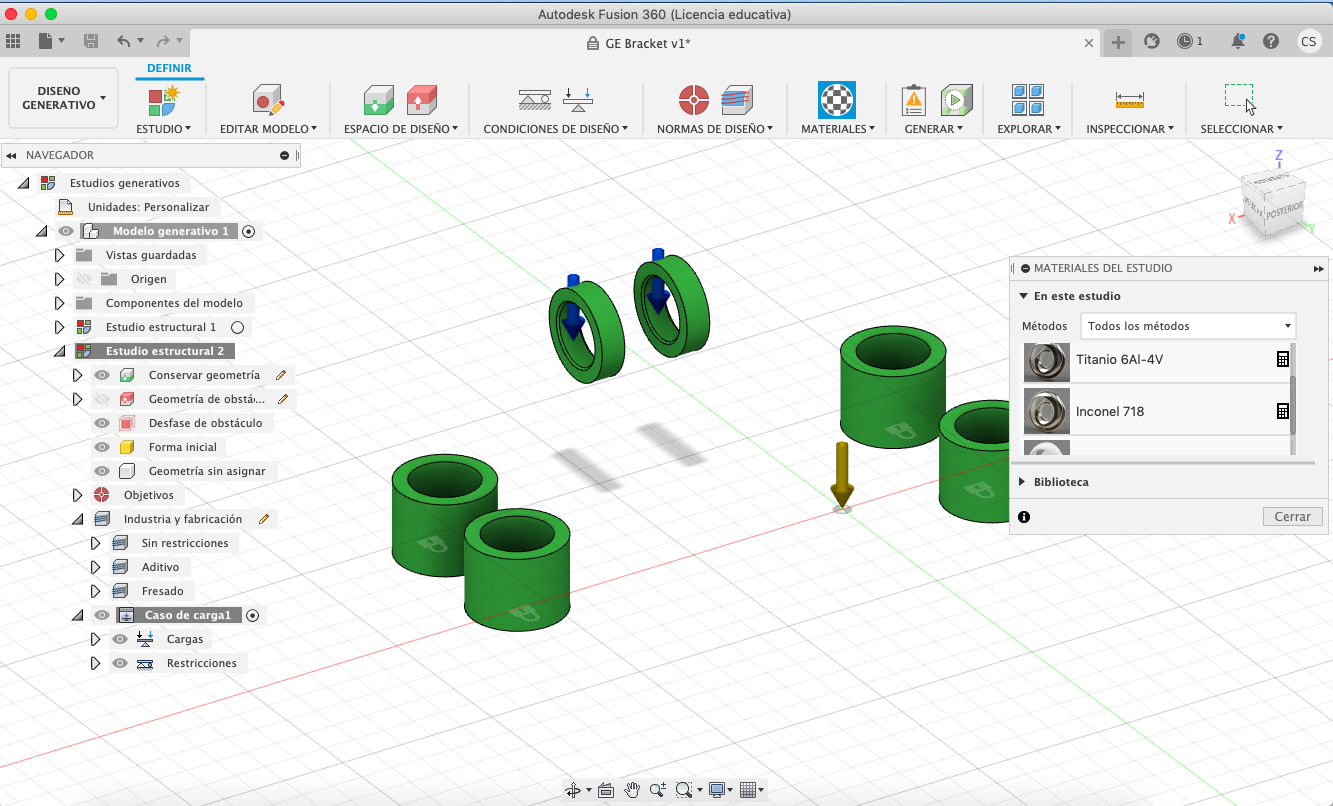 Autodesk Fusion 360 (Licencia educativa)
GE Bracket v1*
1
CS
DISENO
GENERATIVO
DEFINIR
ESTUDIO
EDITAR MODELO
ESPACIO DE DISEÑO
CONDICIONES DE DISEÑO
NORMAS DE DISEÑO
MATERIALES
GENERAR
EXPLORAR
INSPECCIONAR
SELECCIONAR
NAVEGADOR
Estudios generativos
Unidades: Personalizar
Modelo generativo 1
Vistas guardadas
Origen
Componentes del modelo
Estudio estructural 1
Estudio estructural 2
Conservar geometría
Geometría de obstác...
Desfase de obstáculo
Forma inicial
Geometría sin asignar
Objetivos
Industria y fabricación
Sin restricciones
Aditivo
Fresado
Caso de carga1
Cargas
Restricciones
Z
X
Y
POSTERIOR
MATERIALES DEL ESTUDIO
En este estudio
Métodos
Todos los métodos
Titanio 6Al-4V
Inconel 718
Biblioteca
Cerrar